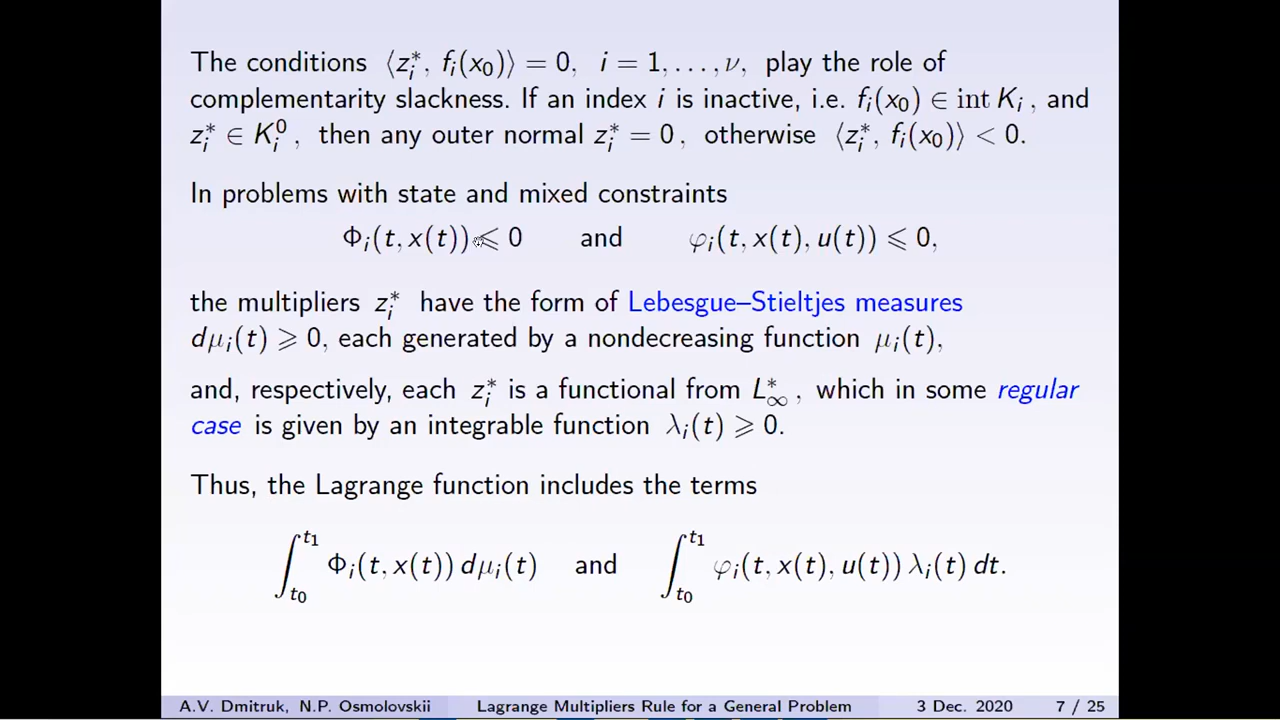 The conditions ⟨z_i^*, f_i(x_0)⟩ = 0, i = 1, . . . , ν, play the role of
complementarity slackness. If an index i is inactive, i.e. f_i(x_0) ∈ int K_i , and
z_i^* ∈ K_i^0 , then any outer normal z_i^* = 0 , otherwise ⟨z_i^*, f_i(x_0)⟩ < 0.
In problems with state and mixed constraints
Φ_i(t, x(t)) ⩽ 0 and φ_i(t, x(t), u(t)) ⩽ 0,
the multipliers z_i^* have the form of Lebesgue–Stieltjes measures
dμ_i(t) ⩾ 0, each generated by a nondecreasing function μ_i(t),
and, respectively, each z_i^* is a functional from L_∞^* , which in some regular
case is given by an integrable function λ_i(t) ⩾ 0.
Thus, the Lagrange function includes the terms
∫_{t_0}^{t_1} Φ_i(t, x(t)) dμ_i(t) and ∫_{t_0}^{t_1} φ_i(t, x(t), u(t)) λ_i(t) dt.
A.V. Dmitruk, N.P. Osmolovskii Lagrange Multipliers Rule for a General Problem 3 Dec. 2020 7 / 25